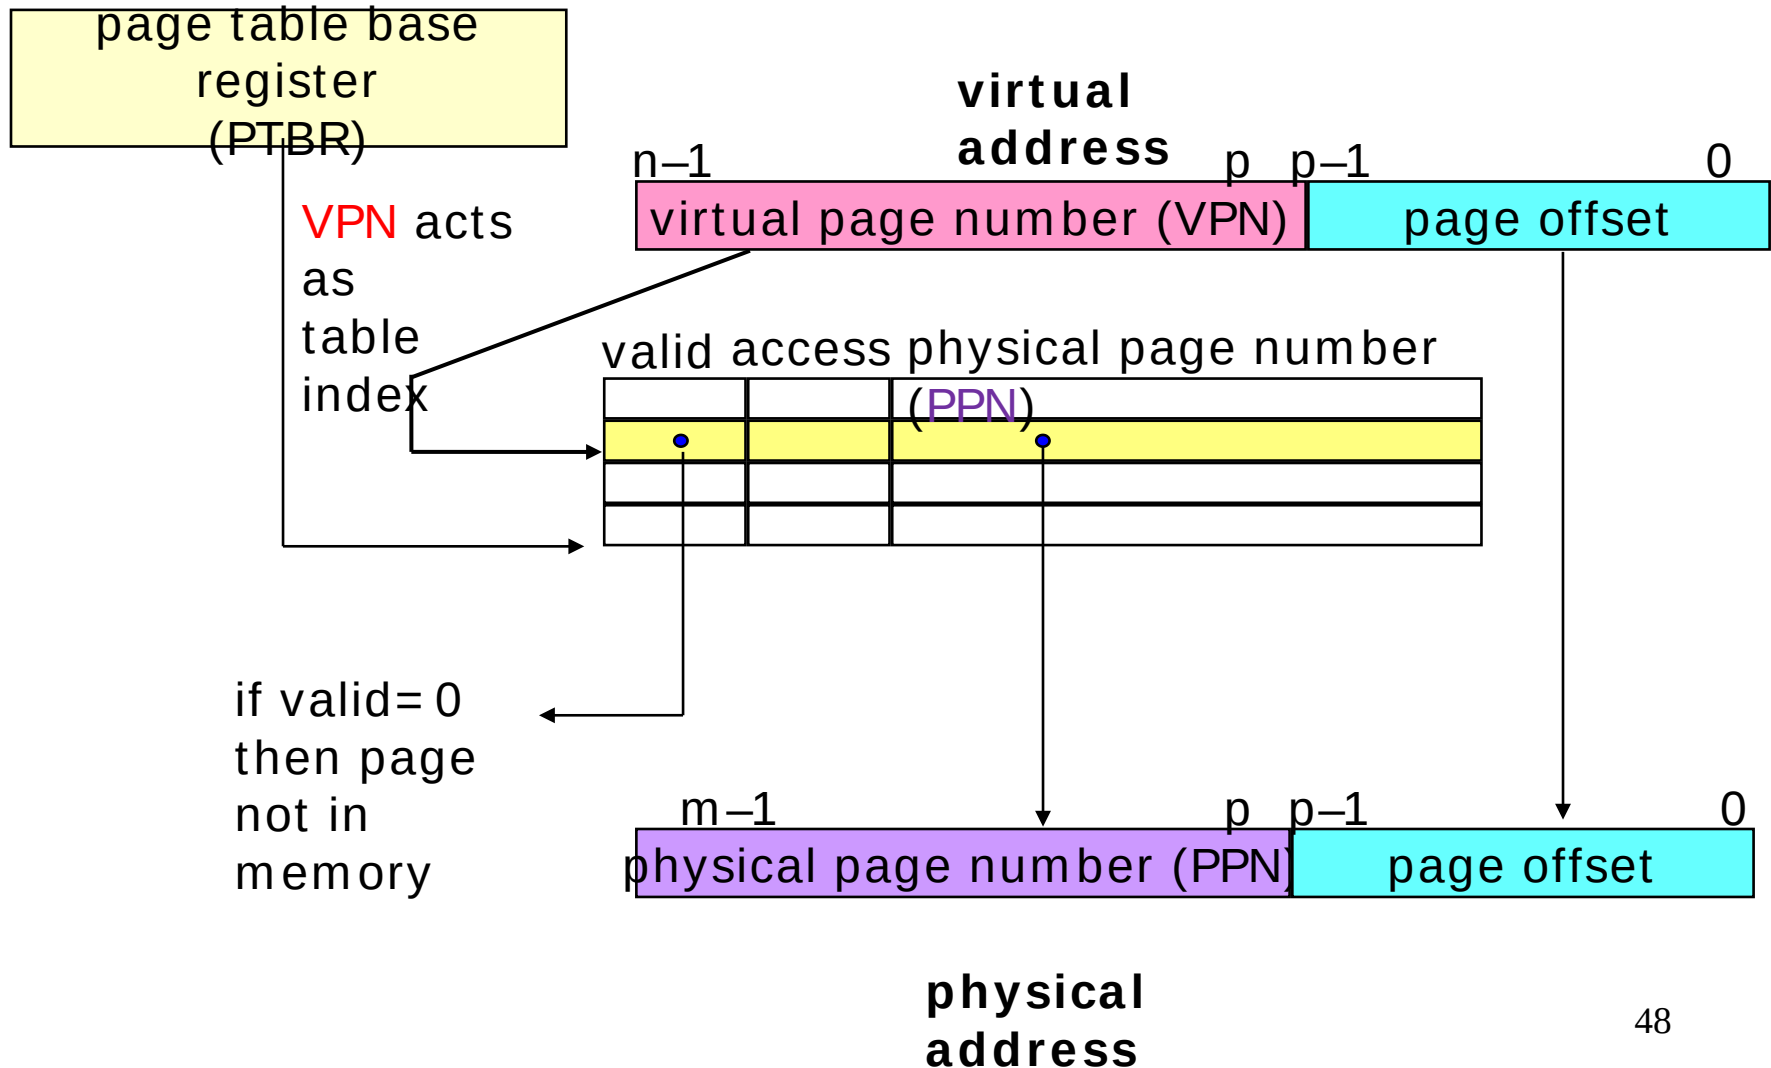 page table base
register
(PTBR)
virtual
address
n–1
p
p–1
0
virtual page number (VPN)
page offset
VPN acts
as
table
index
valid
access
physical page number
(PPN)
if valid=0
then page
not in
memory
m–1
p
p–1
0
physical page number (PPN)
page offset
physical
address
48